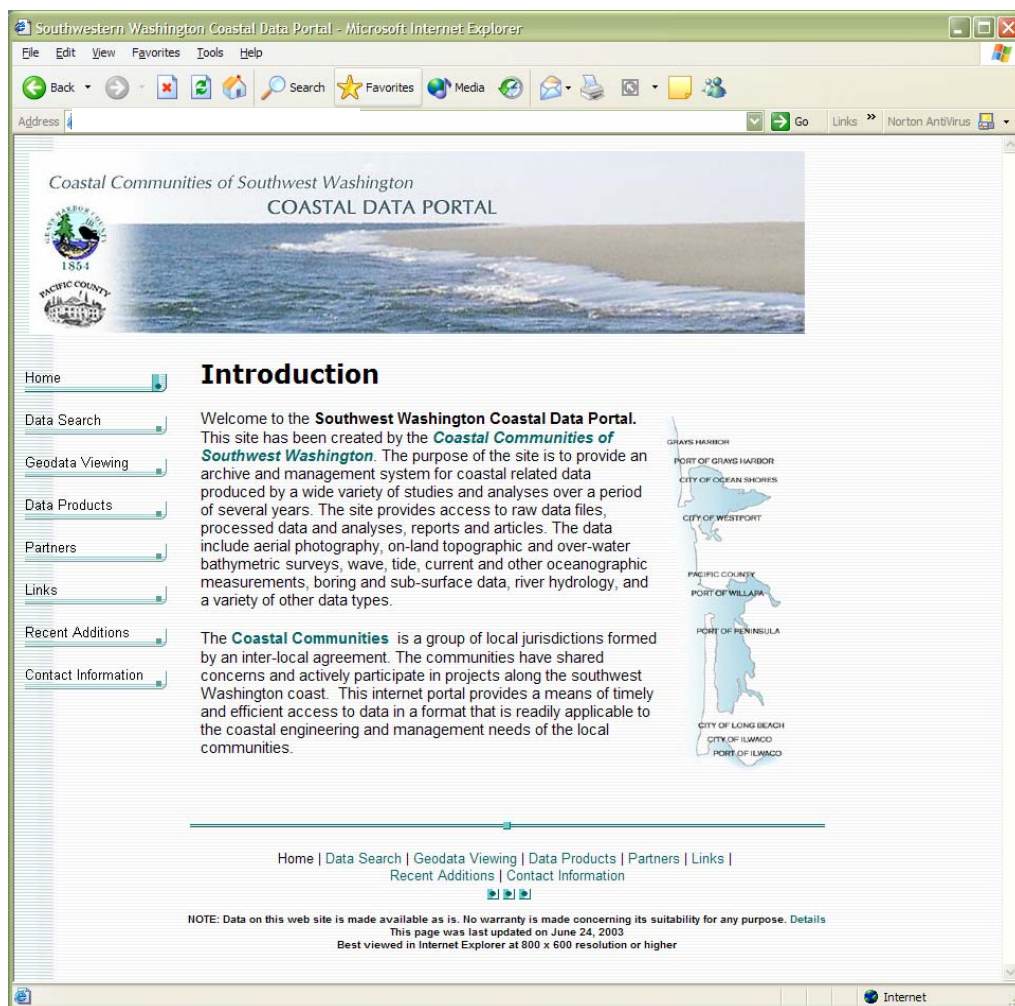 Southwestern Washington Coastal Data Portal - Microsoft Internet Explorer
File Edit View Favorites Tools Help
Back Search Favorites Media
Address Go Links » Norton AntiVirus
Coastal Communities of Southwest Washington
COASTAL DATA PORTAL
GRAYS HARBOR COUNTY
1854
PACIFIC COUNTY
Home
Data Search
Geodata Viewing
Data Products
Partners
Links
Recent Additions
Contact Information
Introduction
Welcome to the Southwest Washington Coastal Data Portal.
This site has been created by the Coastal Communities of
Southwest Washington. The purpose of the site is to provide an
archive and management system for coastal related data
produced by a wide variety of studies and analyses over a period
of several years. The site provides access to raw data files,
processed data and analyses, reports and articles. The data
include aerial photography, on-land topographic and over-water
bathymetric surveys, wave, tide, current and other oceanographic
measurements, boring and sub-surface data, river hydrology, and
a variety of other data types.
The Coastal Communities is a group of local jurisdictions formed
by an inter-local agreement. The communities have shared
concerns and actively participate in projects along the southwest
Washington coast. This internet portal provides a means of timely
and efficient access to data in a format that is readily applicable to
the coastal engineering and management needs of the local
communities.
GRAYS HARBOR
PORT OF GRAYS HARBOR
CITY OF OCEAN SHORES
CITY OF WESTPORT
PACIFIC COUNTY
PORT OF WILLAPA
PORT OF PENINSULA
CITY OF LONG BEACH
CITY OF ILWACO
PORT OF ILWACO
Home | Data Search | Geodata Viewing | Data Products | Partners | Links |
Recent Additions | Contact Information
NOTE: Data on this web site is made available as is. No warranty is made concerning its suitability for any purpose. Details
This page was last updated on June 24, 2003
Best viewed in Internet Explorer at 800 x 600 resolution or higher
Internet